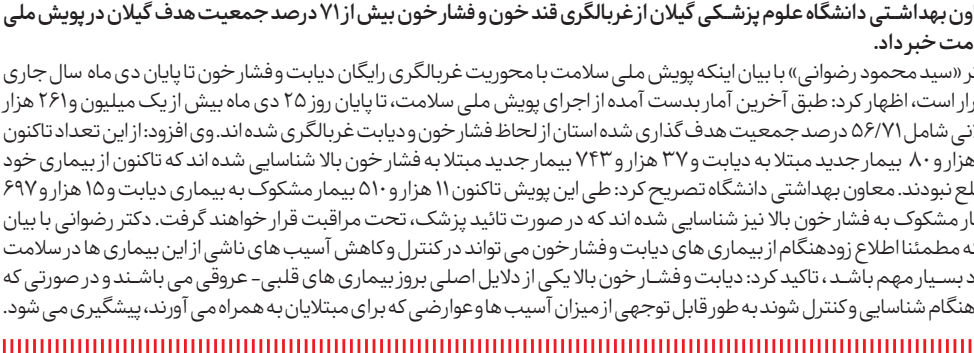 اون بهداشتی دانشگاه علوم پزشکی گیلان از غربالگری قند خون و فشار خون بیش از ۷۱ درصد جمعیت هدف گیلان در پویش ملی
مت خبر داد.
تر «سید محمود رضوانی» با بیان اینکه پویش ملی سلامت با محوریت غربالگری رایگان دیابت و فشار خون تا پایان دی ماه سال جاری
رار است، اظهار کرد: طبق آخرین آمار بدست آمده از اجرای پویش ملی سلامت، تا پایان روز ۲۵ دی ماه بیش از یک میلیون و ۲۶۱ هزار
نی شامل ۵۶/۷۱ درصد جمعیت هدف گذاری شده استان از لحاظ فشار خون و دیابت غربالگری شده اند. وی افزود: از این تعداد تاکنون
هزار و ۸۰ بیمار جدید مبتلا به دیابت و ۳۷ هزار و ۷۴۳ بیمار جدید مبتلا به فشار خون بالا شناسایی شده اند که تاکنون از بیماری خود
لع نبودند. معاون بهداشتی دانشگاه تصریح کرد: طی این پویش تاکنون ۱۱ هزار و ۵۱۰ بیمار مشکوک به بیماری دیابت و ۱۵ هزار و ۶۹۷
ار مشکوک به فشار خون بالا نیز شناسایی شده اند که در صورت تائید پزشک، تحت مراقبت قرار خواهند گرفت. دکتر رضوانی با بیان
که مطمئنا اطلاع زودهنگام از بیماری های دیابت و فشار خون می تواند در کنترل و کاهش آسیب های ناشی از این بیماری ها در سلامت
د بسیار مهم باشد، تاکید کرد: دیابت و فشار خون بالا یکی از دلایل اصلی بروز بیماری های قلبی- عروقی می باشند و در صورتی که
هنگام شناسایی و کنترل شوند به طور قابل توجهی از میزان آسیب ها و عوارضی که برای مبتلایان به همراه می آورند، پیشگیری می شود.